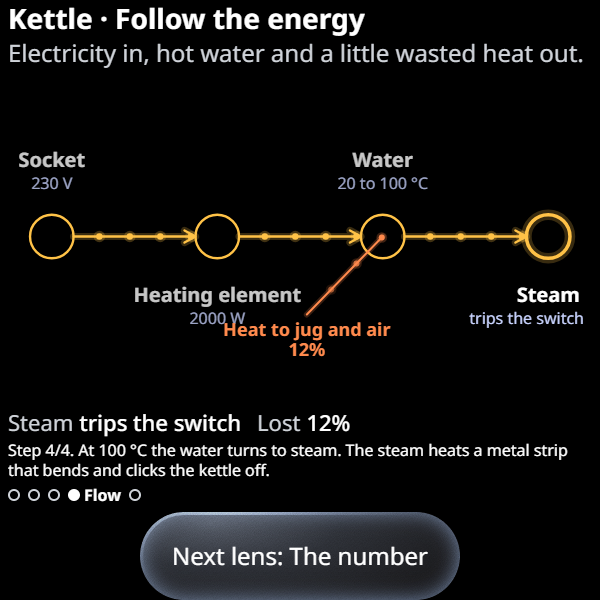 Kettle · Follow the energy
Electricity in, hot water and a little wasted heat out.
Socket
230 V
Water
20 to 100 °C
Heating element
2000 W
Steam
trips the switch
Heat to jug and air
12%
Steam trips the switch Lost 12%
Step 4/4. At 100 °C the water turns to steam. The steam heats a metal strip
that bends and clicks the kettle off.
Flow
Next lens: The number